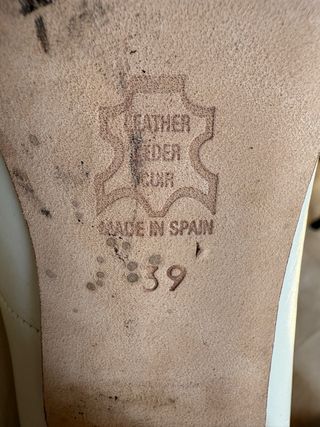 LEATHER
LEDER
CUIR
MADE IN SPAIN
39